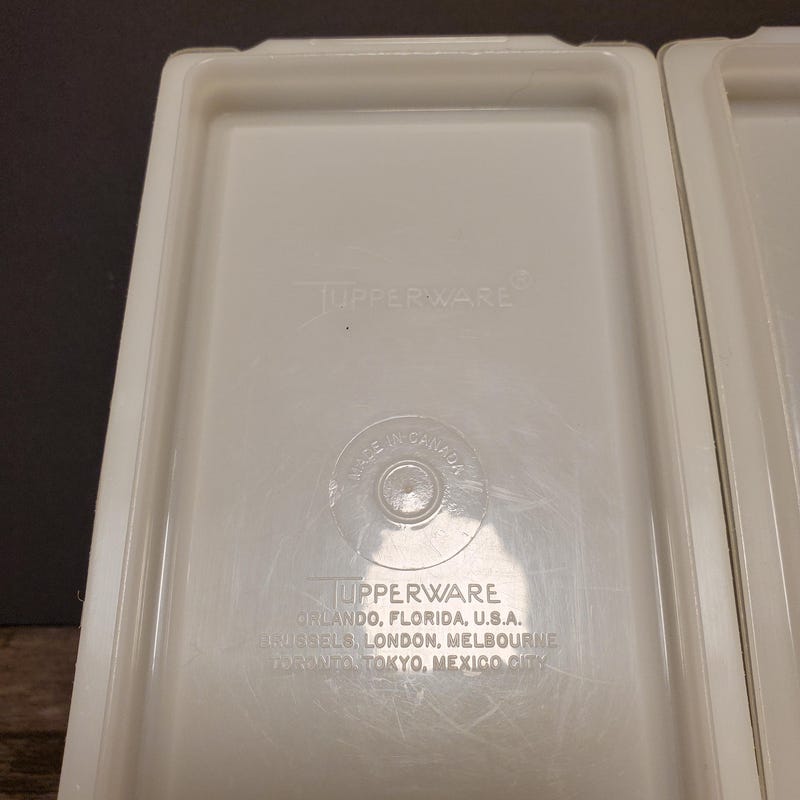 TUPPERWARE®
MADE IN CANADA
TUPPERWARE
ORLANDO, FLORIDA, U.S.A.
BRUSSELS, LONDON, MELBOURNE
TORONTO, TOKYO, MEXICO CITY